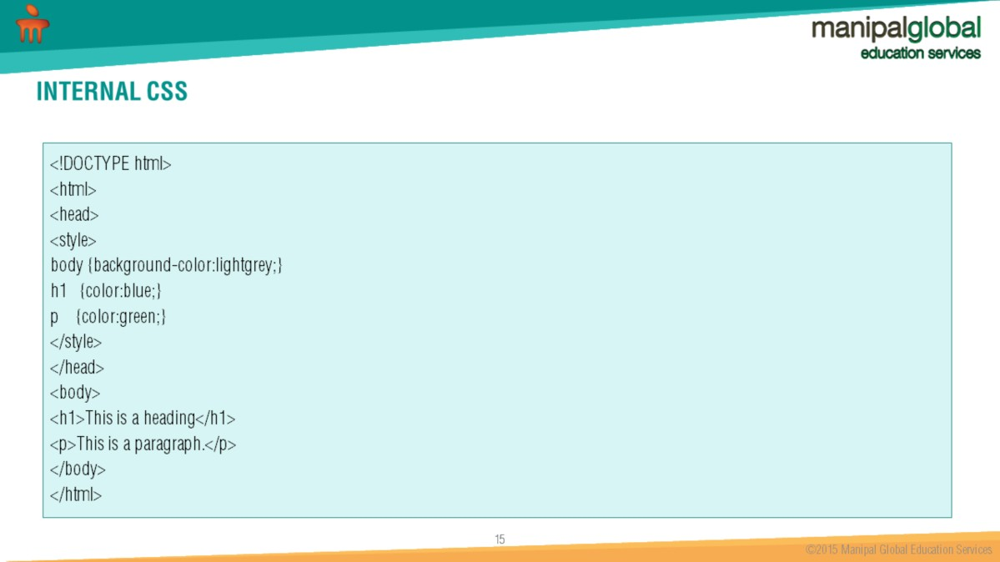 manipalglobal
education services
INTERNAL CSS
<!DOCTYPE html>
<html>
<head>
<style>
body {background-color:lightgrey;}
h1   {color:blue;}
p    {color:green;}
</style>
</head>
<body>
<h1>This is a heading</h1>
<p>This is a paragraph.</p>
</body>
</html>
15
©2015 Manipal Global Education Services